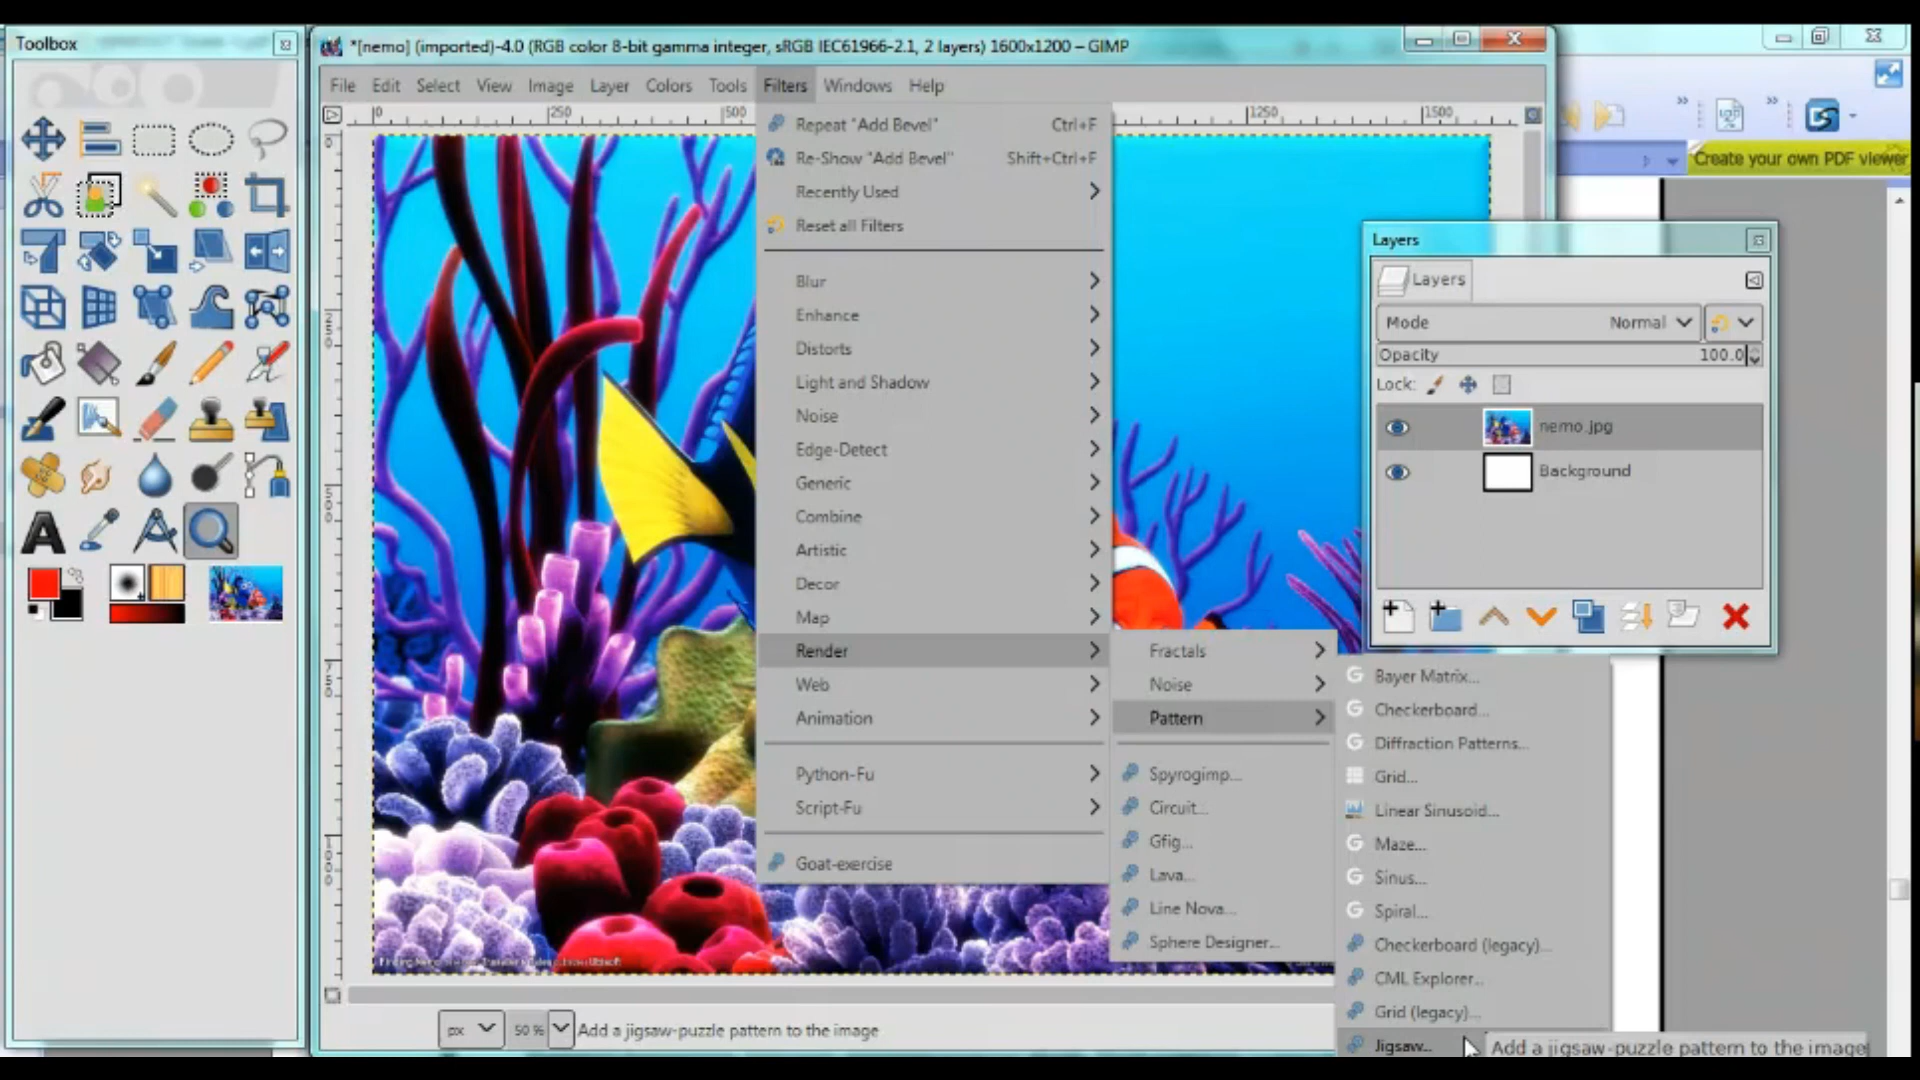 Toolbox
*[nemo] (imported)-4.0 (RGB color 8-bit gamma integer, sRGB IEC61966-2.1, 2 layers) 1600x1200 – GIMP
File Edit Select View Image Layer Colors Tools Filters Windows Help
0 250 500 1250 1500
Repeat "Add Bevel" Ctrl+F
Re-Show "Add Bevel" Shift+Ctrl+F
Recently Used
Reset all Filters
Blur
Enhance
Distorts
Light and Shadow
Noise
Edge-Detect
Generic
Combine
Artistic
Decor
Map
Render
Web
Animation
Python-Fu
Script-Fu
Goat-exercise
Fractals
Noise
Pattern
Spyrogimp...
Circuit...
Gfig...
Lava...
Line Nova...
Sphere Designer...
Bayer Matrix...
Checkerboard...
Diffraction Patterns...
Grid...
Linear Sinusoid...
Maze...
Sinus...
Spiral...
Checkerboard (legacy)...
CML Explorer...
Grid (legacy)...
Jigsaw...
Add a jigsaw-puzzle pattern to the image
Create your own PDF viewer
Layers
Layers
Mode Normal
Opacity 100.0
Lock:
nemo.jpg
Background
px 50 % Add a jigsaw-puzzle pattern to the image